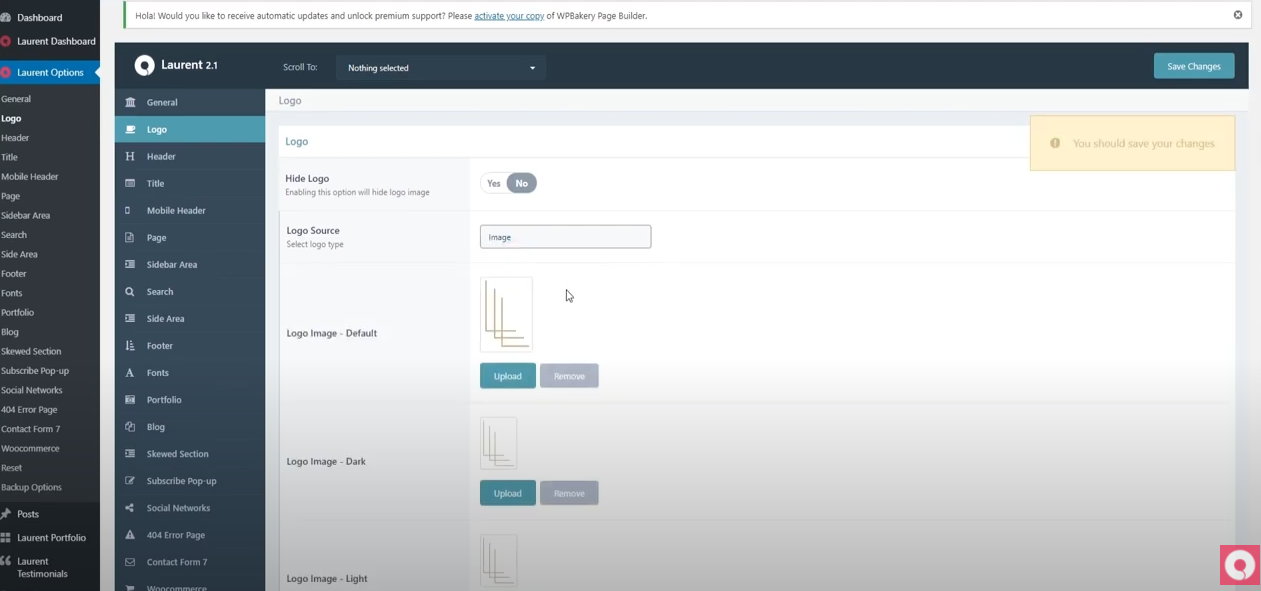 Dashboard
Laurent Dashboard
Laurent Options
General
Logo
Header
Title
Mobile Header
Page
Sidebar Area
Search
Side Area
Footer
Fonts
Portfolio
Blog
Skewed Section
Subscribe Pop-up
Social Networks
404 Error Page
Contact Form 7
Woocommerce
Reset
Backup Options
Posts
Laurent Portfolio
Laurent
Testimonials
Hola! Would you like to receive automatic updates and unlock premium support? Please activate your copy of WPBakery Page Builder.
Laurent 2.1
Scroll To:
Nothing selected
Save Changes
General
Logo
Header
Title
Mobile Header
Page
Sidebar Area
Search
Side Area
Footer
Fonts
Portfolio
Blog
Skewed Section
Subscribe Pop-up
Social Networks
404 Error Page
Contact Form 7
Woocommerce
Logo
Logo
You should save your changes
Hide Logo
Enabling this option will hide logo image
Yes No
Logo Source
Select logo type
Image
Logo Image - Default
Upload Remove
Logo Image - Dark
Upload Remove
Logo Image - Light